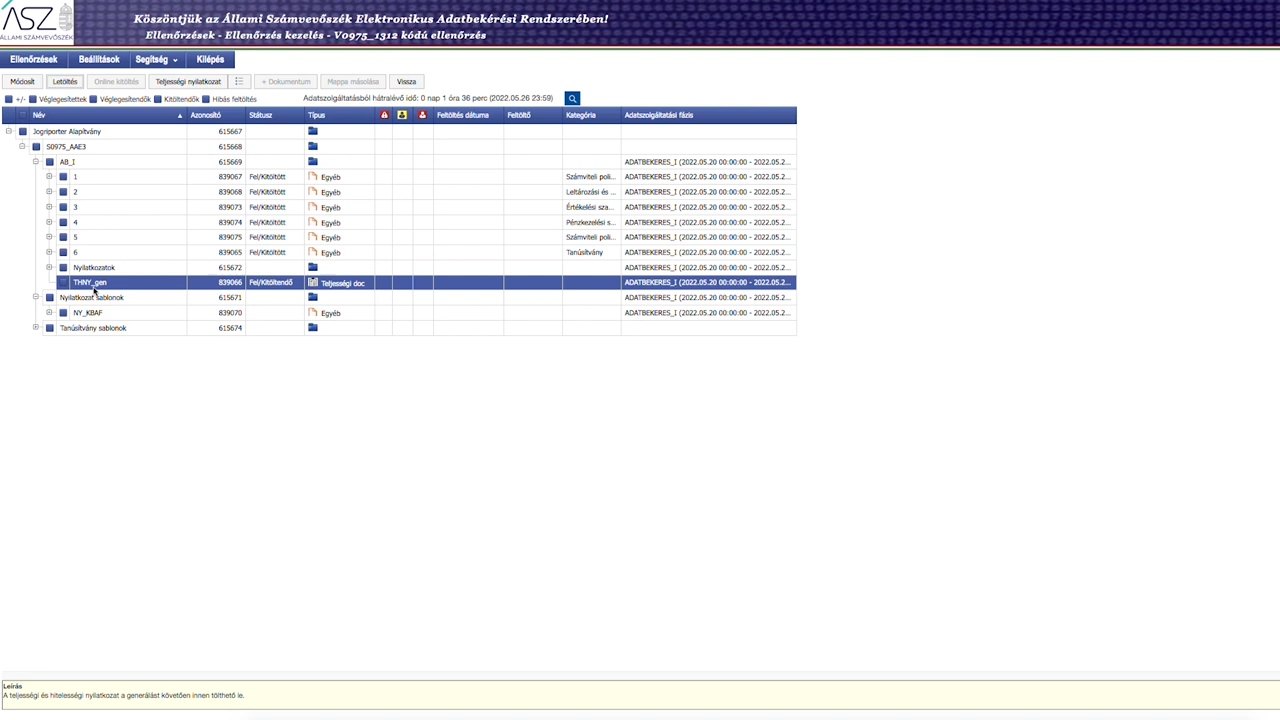 ÁSZ
ÁLLAMI SZÁMVEVŐSZÉK
Köszöntjük az Állami Számvevőszék Elektronikus Adatbekérési Rendszerében!
Ellenőrzések - Ellenőrzés kezelés - V0975_1312 kódú ellenőrzés
Ellenőrzések Beállítások Segítség Kilépés
Módosít Letöltés Online kitöltés Teljességi nyilatkozat + Dokumentum Mappa másolása Vissza
+/- Véglegesítettek Véglegesítendők Kitöltendők Hibás feltöltés Adatszolgáltatásból hátralévő idő: 0 nap 1 óra 36 perc (2022.05.26 23:59)
Név Azonosító Státusz Típus Feltöltés dátuma Feltöltő Kategória Adatszolgáltatási fázis
Jogriporter Alapítvány 615667
S0975_AAE3 615668
AB_I 615669 ADATBEKERES_I (2022.05.20 00:00:00 - 2022.05.2...
1 839067 Fel/Kitöltött Egyéb Számviteli poli... ADATBEKERES_I (2022.05.20 00:00:00 - 2022.05.2...
2 839068 Fel/Kitöltött Egyéb Leltározási és ... ADATBEKERES_I (2022.05.20 00:00:00 - 2022.05.2...
3 839073 Fel/Kitöltött Egyéb Értékelési sza... ADATBEKERES_I (2022.05.20 00:00:00 - 2022.05.2...
4 839074 Fel/Kitöltött Egyéb Pénzkezelési s... ADATBEKERES_I (2022.05.20 00:00:00 - 2022.05.2...
5 839075 Fel/Kitöltött Egyéb Számviteli poli... ADATBEKERES_I (2022.05.20 00:00:00 - 2022.05.2...
6 839065 Fel/Kitöltött Egyéb Tanúsítvány ADATBEKERES_I (2022.05.20 00:00:00 - 2022.05.2...
Nyilatkozatok 615672 ADATBEKERES_I (2022.05.20 00:00:00 - 2022.05.2...
THNY_gen 839066 Fel/Kitöltendő Teljességi doc ADATBEKERES_I (2022.05.20 00:00:00 - 2022.05.2...
Nyilatkozat sablonok 615671 ADATBEKERES_I (2022.05.20 00:00:00 - 2022.05.2...
NY_KBAF 839070 Egyéb ADATBEKERES_I (2022.05.20 00:00:00 - 2022.05.2...
Tanúsítvány sablonok 615674
Leírás
A teljességi és hitelességi nyilatkozat a generálást követően innen tölthető le.